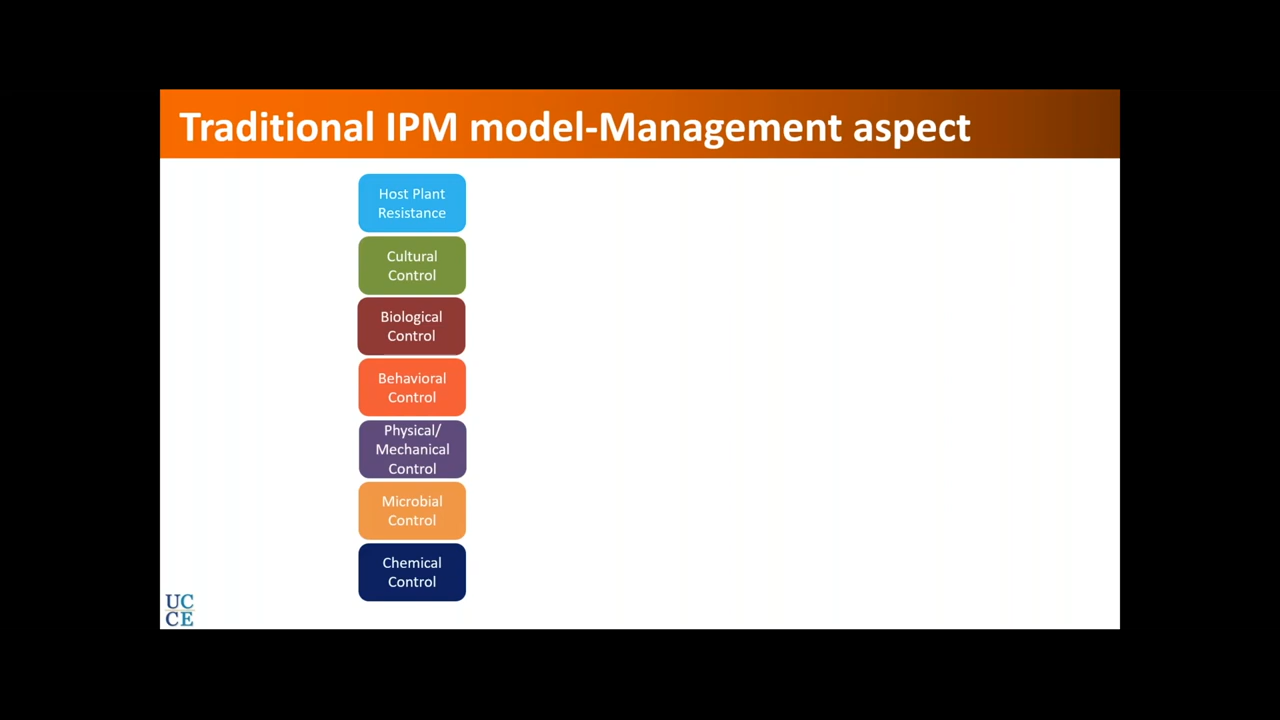 Traditional IPM model-Management aspect
Host Plant
Resistance
Cultural
Control
Biological
Control
Behavioral
Control
Physical/
Mechanical
Control
Microbial
Control
Chemical
Control
UC
CE